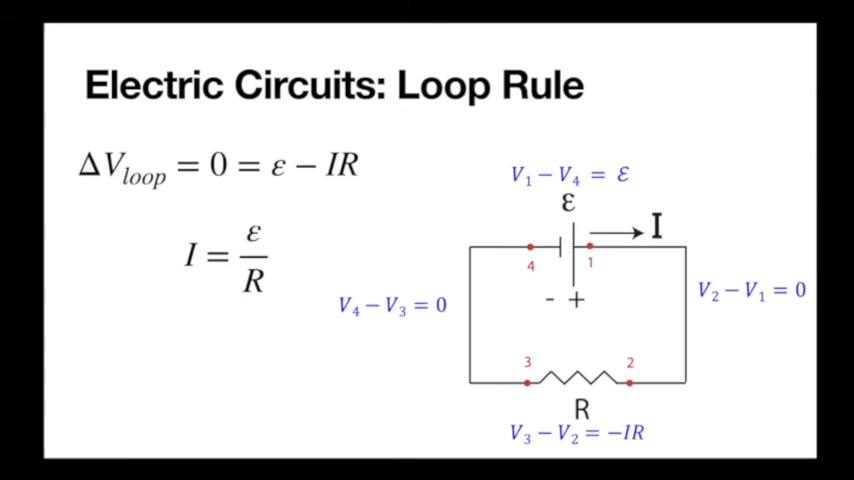 Electric Circuits: Loop Rule
ΔV_loop = 0 = ε − IR
I = ε/R
V₁ − V₄ = ℰ
ε
I
4
1
V₂ − V₁ = 0
V₄ − V₃ = 0
- +
3
2
R
V₃ − V₂ = −IR